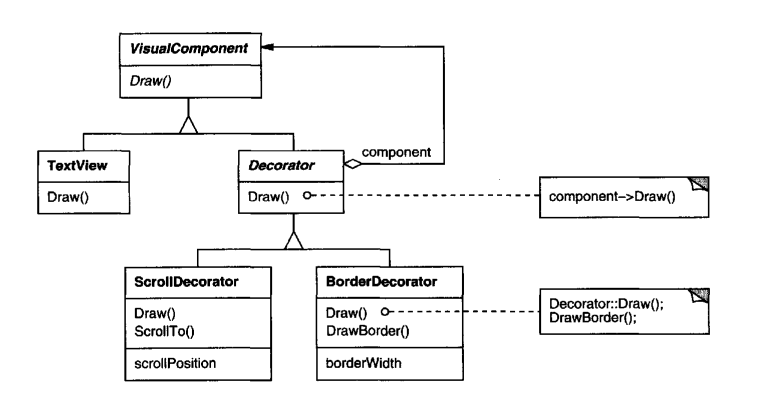 VisualComponent
Draw()
component
TextView
Draw()
Decorator
Draw()
component–>Draw()
ScrollDecorator
Draw()
ScrollTo()
scrollPosition
BorderDecorator
Draw()
DrawBorder()
borderWidth
Decorator::Draw();
DrawBorder();